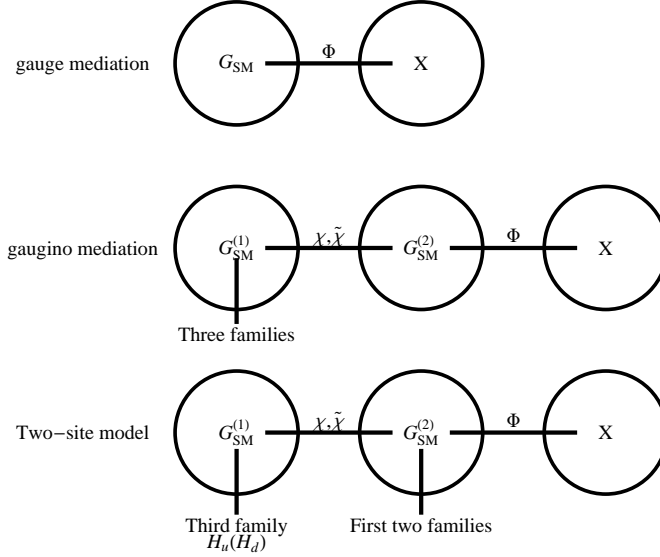 gauge mediation G_SM Φ X
gaugino mediation G_SM^(1) χ,χ̃ G_SM^(2) Φ X
Three families
Two−site model G_SM^(1) χ,χ̃ G_SM^(2) Φ X
Third family First two families
H_u(H_d)